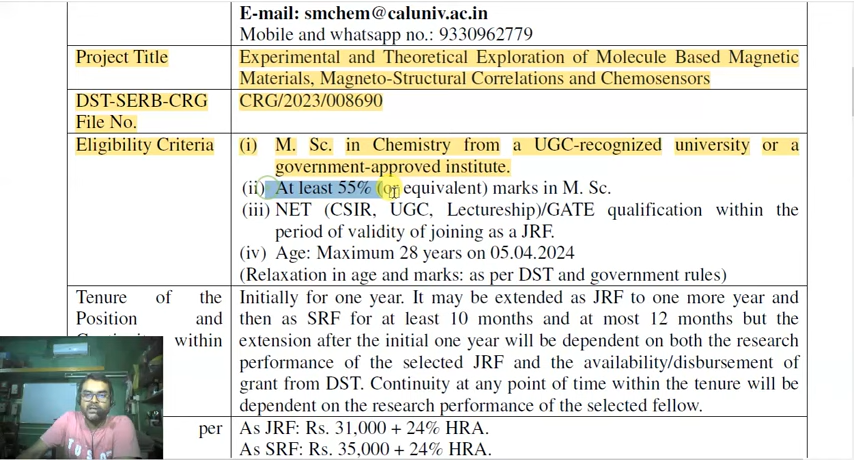 E-mail: smchem@caluniv.ac.in
Mobile and whatsapp no.: 9330962779
Project Title
Experimental and Theoretical Exploration of Molecule Based Magnetic
Materials, Magneto-Structural Correlations and Chemosensors
DST-SERB-CRG
File No.
CRG/2023/008690
Eligibility Criteria
(i) M. Sc. in Chemistry from a UGC-recognized university or a
government-approved institute.
(ii) At least 55% (or equivalent) marks in M. Sc.
(iii) NET (CSIR, UGC, Lectureship)/GATE qualification within the
period of validity of joining as a JRF.
(iv) Age: Maximum 28 years on 05.04.2024
(Relaxation in age and marks: as per DST and government rules)
Tenure of the
Position and
within
Initially for one year. It may be extended as JRF to one more year and
then as SRF for at least 10 months and at most 12 months but the
extension after the initial one year will be dependent on both the research
performance of the selected JRF and the availability/disbursement of
grant from DST. Continuity at any point of time within the tenure will be
dependent on the research performance of the selected fellow.
per
As JRF: Rs. 31,000 + 24% HRA.
As SRF: Rs. 35,000 + 24% HRA.